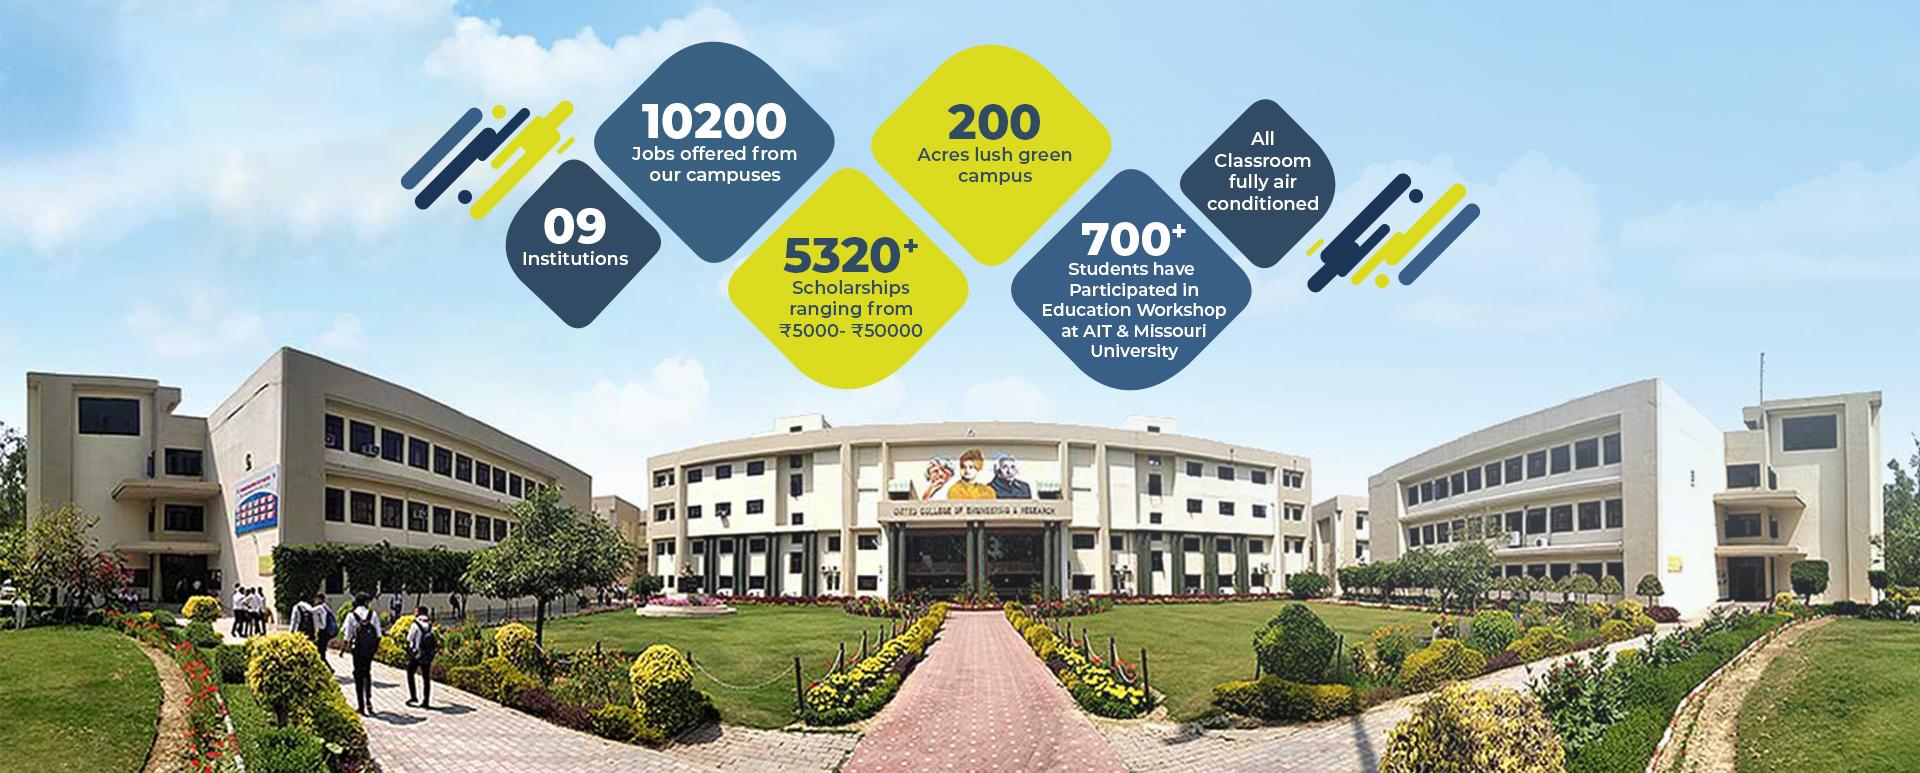 10200
Jobs offered from
our campuses
200
Acres lush green
campus
All
Classroom
fully air
conditioned
09
Institutions
5320+
Scholarships
ranging from
₹5000- ₹50000
700+
Students have
Participated in
Education Workshop
at AIT & Missouri
University
UNITED COLLEGE OF ENGINEERING & RESEARCH